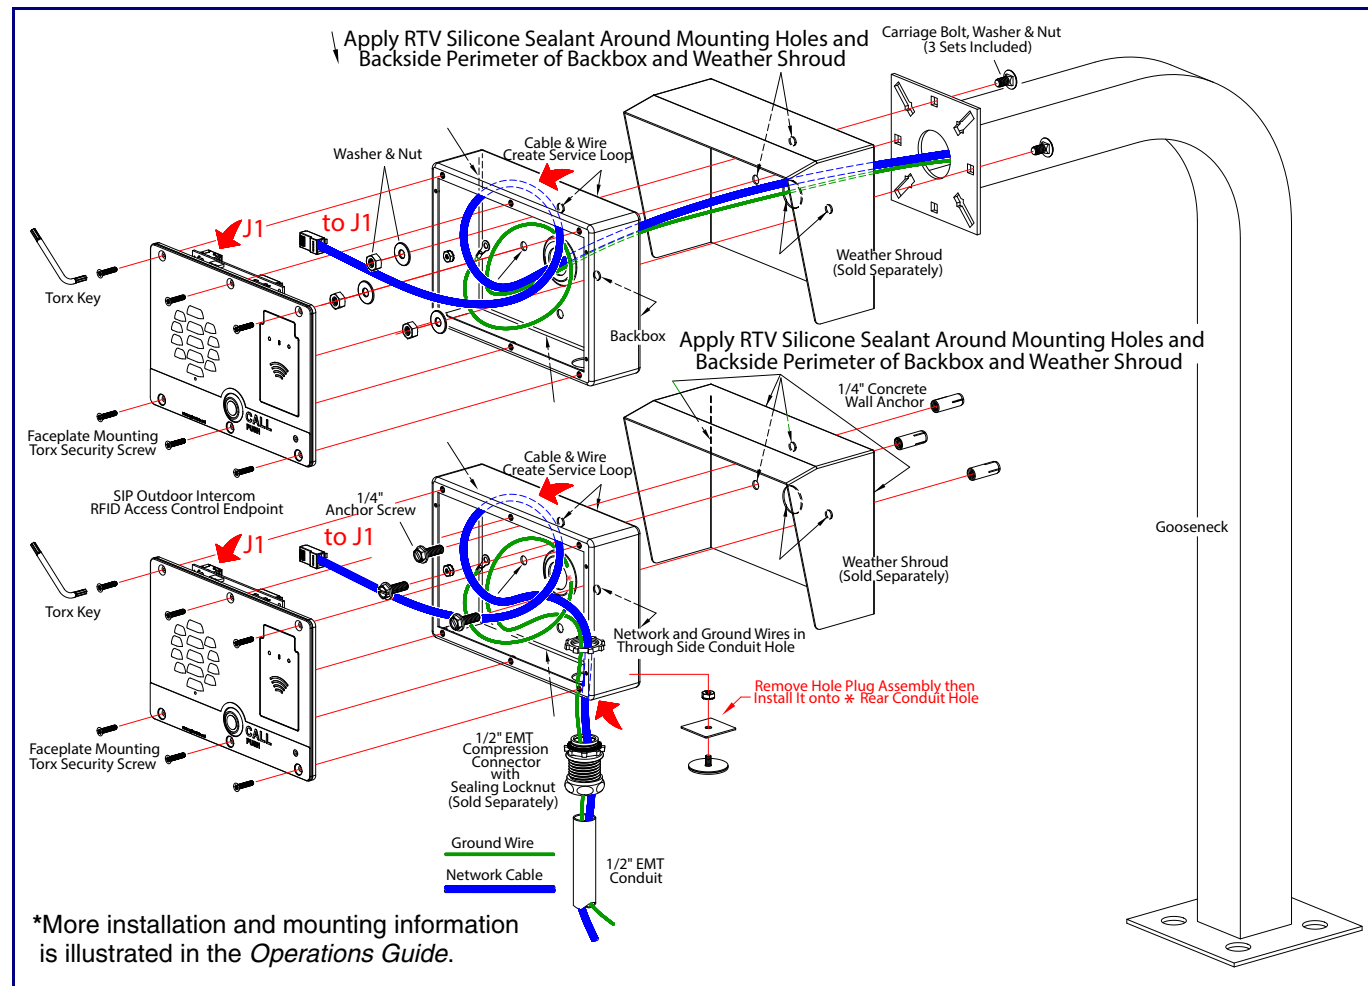 Apply RTV Silicone Sealant Around Mounting Holes and
Backside Perimeter of Backbox and Weather Shroud
Carriage Bolt, Washer & Nut
(3 Sets Included)
Washer & Nut
Cable & Wire
Create Service Loop
J1
to J1
Torx Key
Weather Shroud
(Sold Separately)
Backbox
CALL
PUSH
Faceplate Mounting
Torx Security Screw
Apply RTV Silicone Sealant Around Mounting Holes and
Backside Perimeter of Backbox and Weather Shroud
1/4" Concrete
Wall Anchor
SIP Outdoor Intercom
RFID Access Control Endpoint
1/4"
Anchor Screw
Cable & Wire
Create Service Loop
Gooseneck
J1
to J1
Torx Key
Weather Shroud
(Sold Separately)
Network and Ground Wires in
Through Side Conduit Hole
Remove Hole Plug Assembly then
Install It onto * Rear Conduit Hole
*
CALL
PUSH
Faceplate Mounting
Torx Security Screw
1/2" EMT
Compression
Connector
with
Sealing Locknut
(Sold Separately)
Ground Wire
Network Cable
1/2" EMT
Conduit
*More installation and mounting information
is illustrated in the Operations Guide.